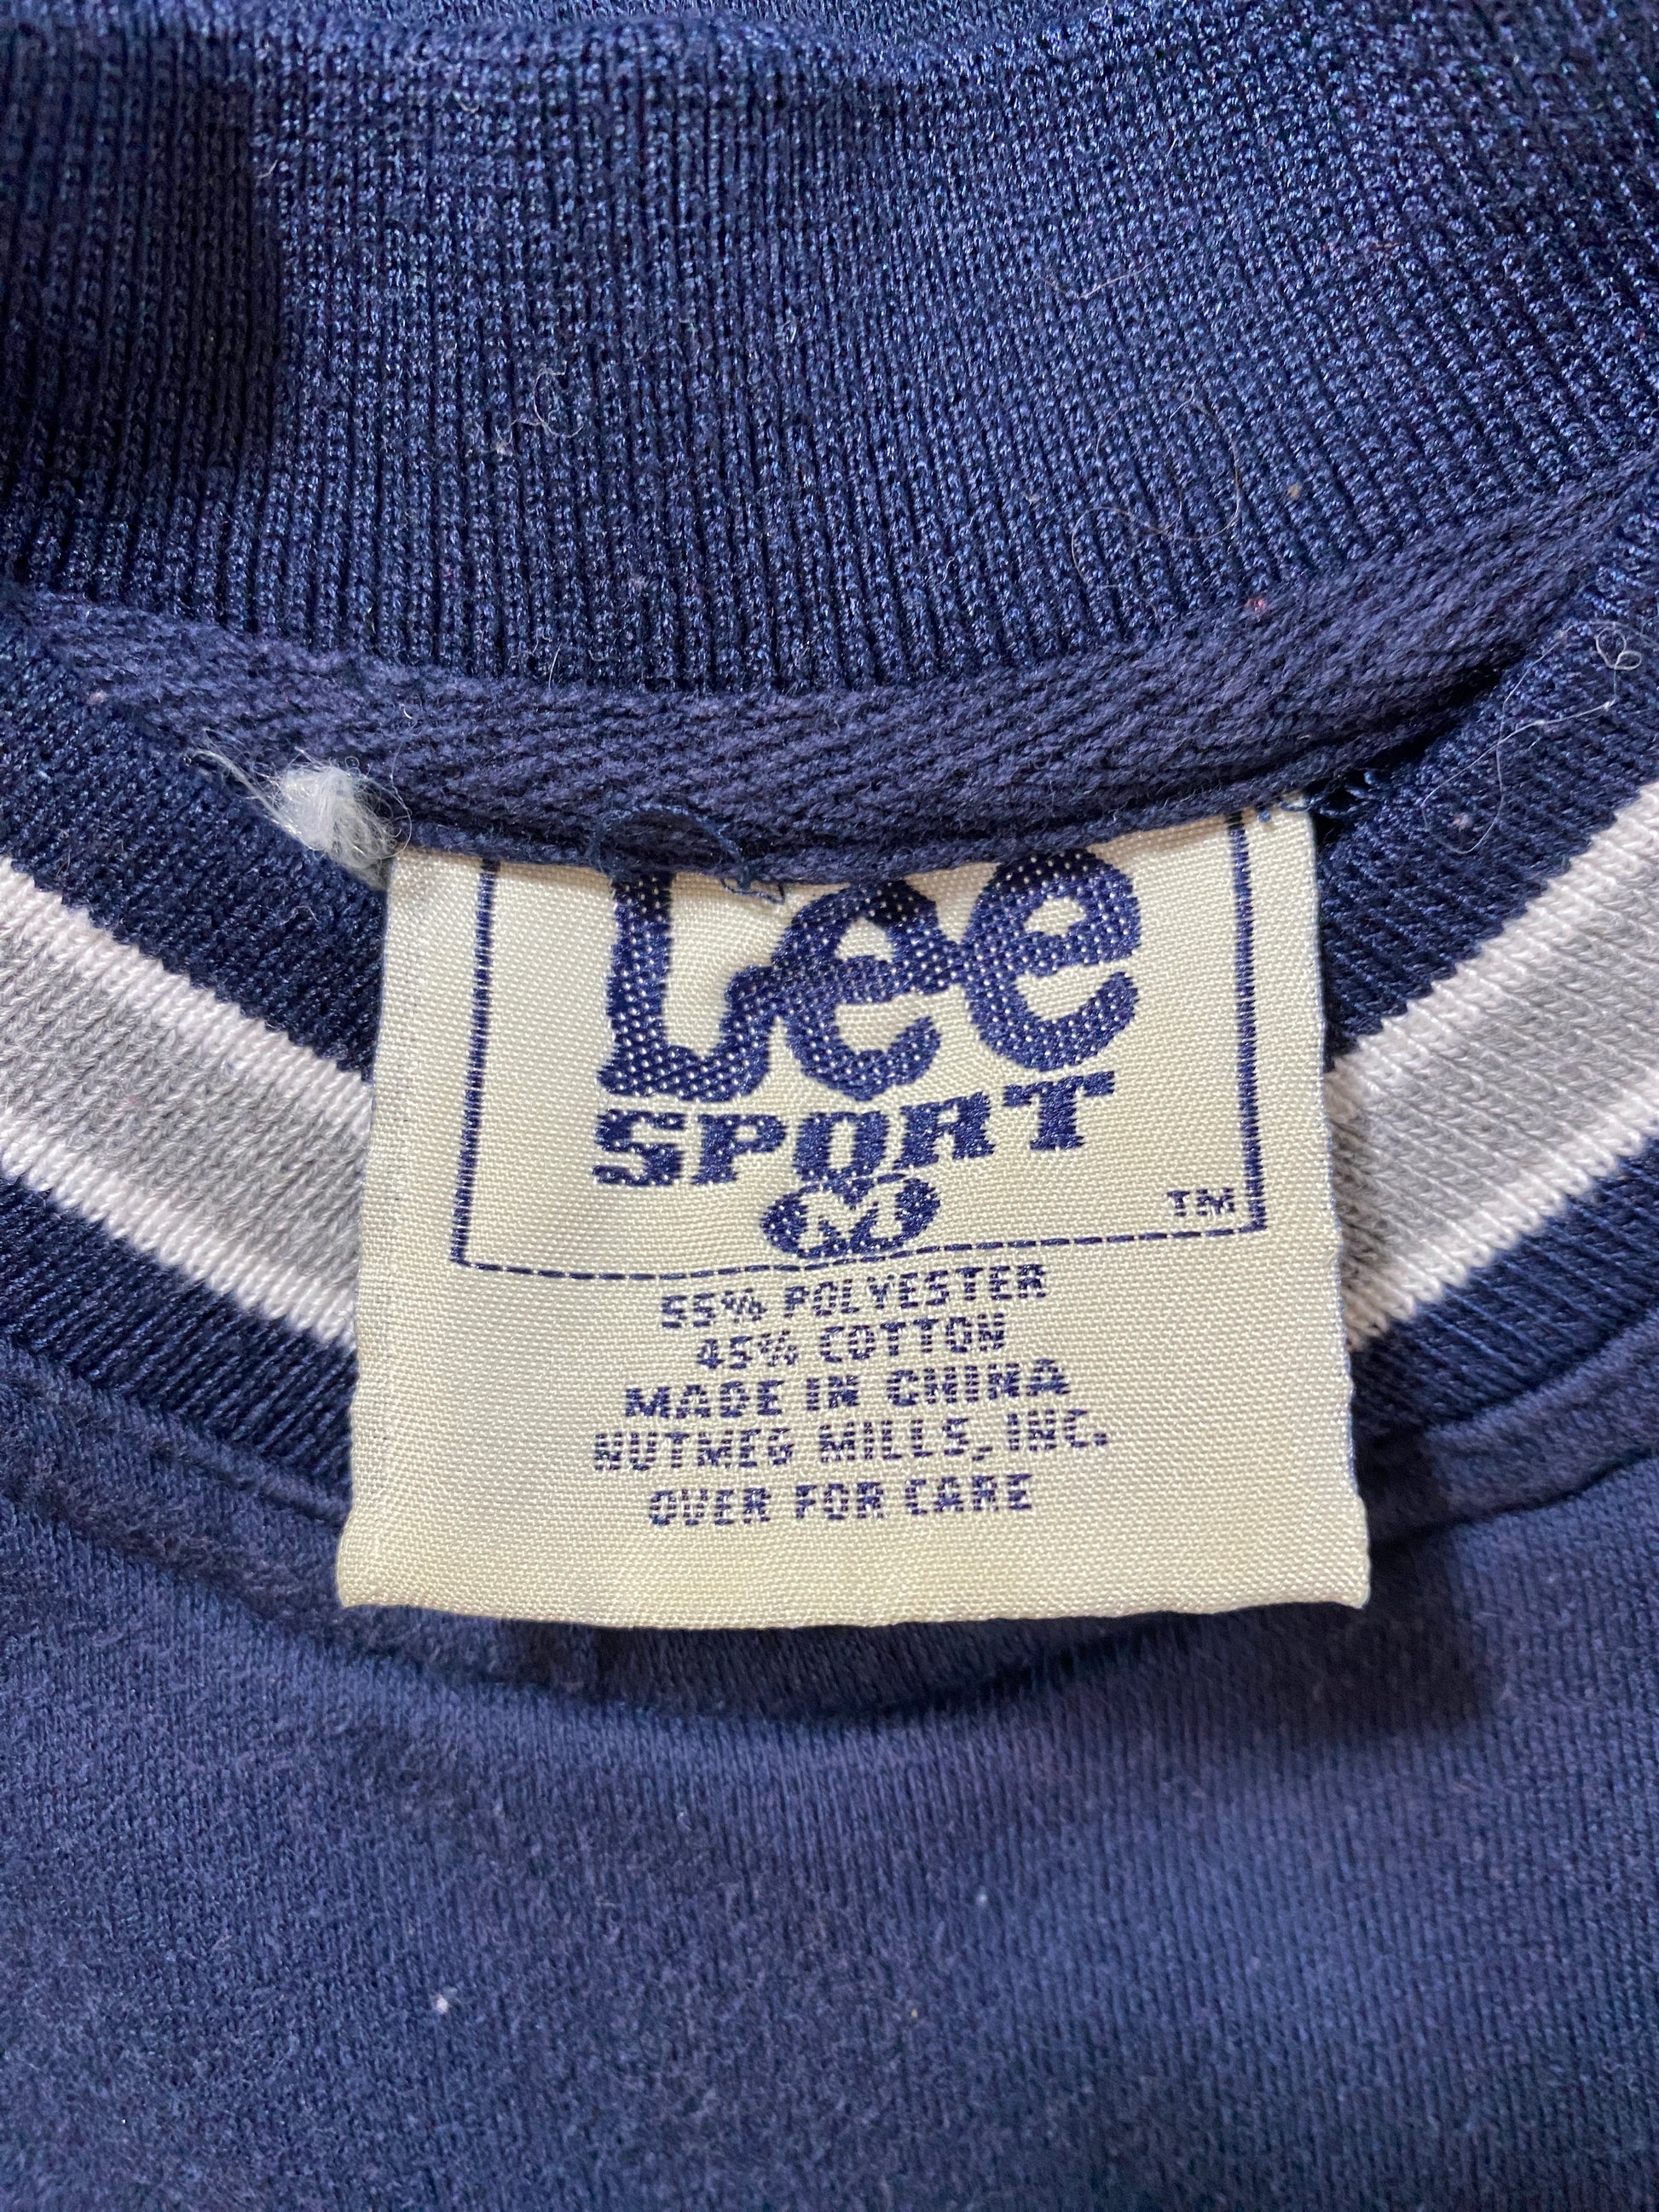 Lee
SPORT
M
TM
55% POLYESTER
45% COTTON
MADE IN CHINA
NUTMEG MILLS, INC.
OVER FOR CARE